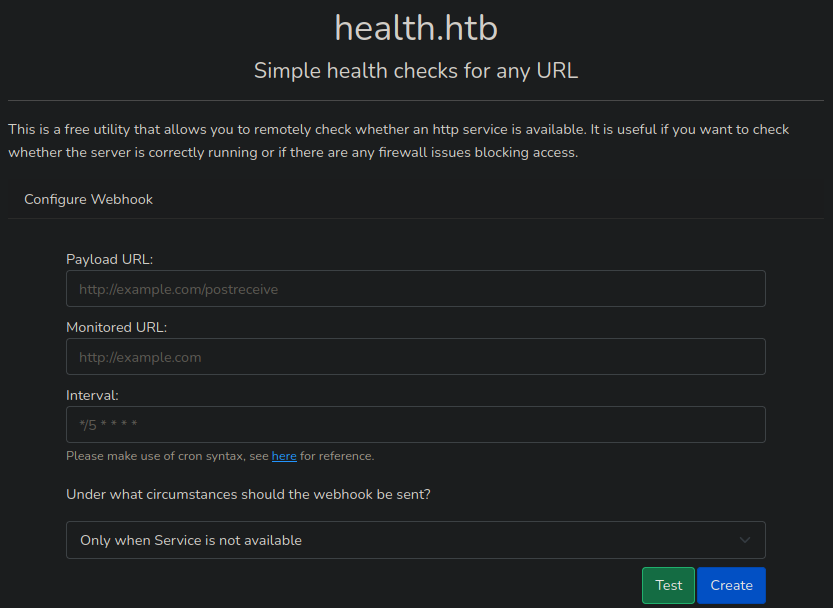 health.htb
Simple health checks for any URL
This is a free utility that allows you to remotely check whether an http service is available. It is useful if you want to check
whether the server is correctly running or if there are any firewall issues blocking access.
Configure Webhook
Payload URL:
http://example.com/postreceive
Monitored URL:
http://example.com
Interval:
*/5 * * * *
Please make use of cron syntax, see here for reference.
Under what circumstances should the webhook be sent?
Only when Service is not available
Test Create